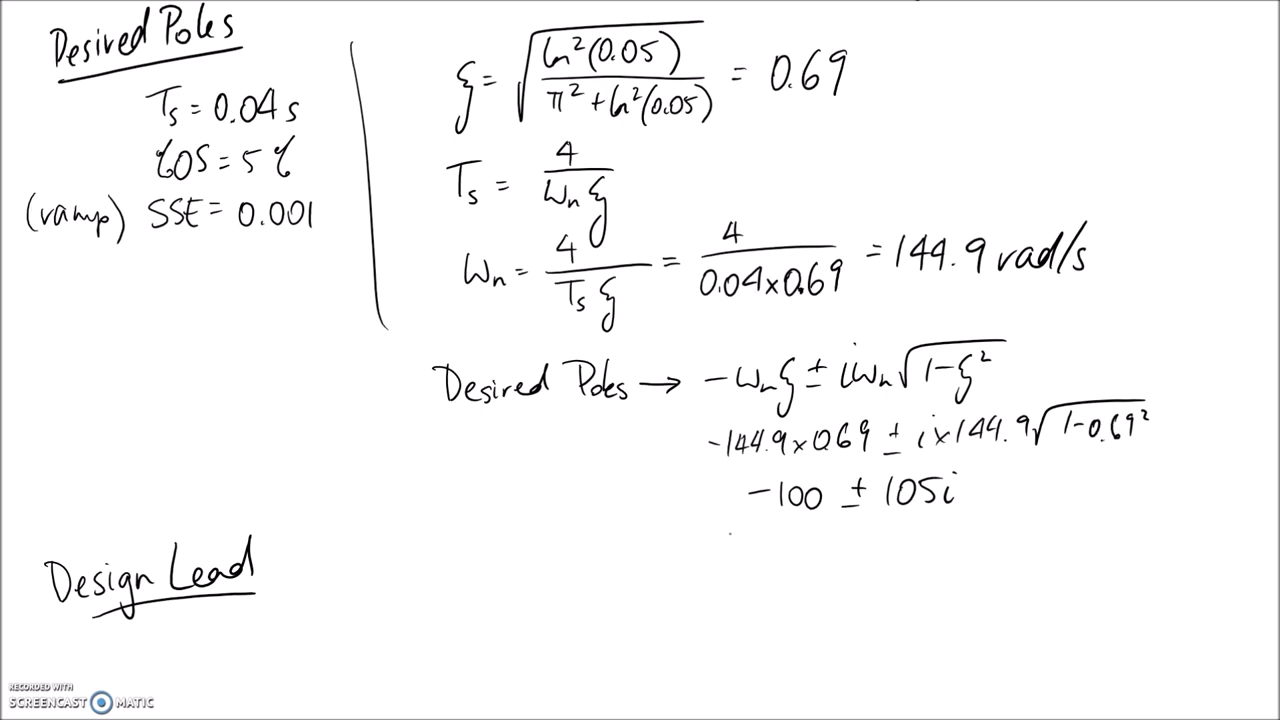 Desired Poles
Ts = 0.04 s
%OS = 5 %
(ramp) SSE = 0.001
ξ = √(ln²(0.05) / (π² + ln²(0.05))) = 0.69
Ts = 4 / (ωn ξ)
ωn = 4 / (Ts ξ) = 4 / (0.04 × 0.69) = 144.9 rad/s
Desired Poles → -ωn ξ ± iωn √(1-ξ²)
-144.9 × 0.69 ± i × 144.9 √(1-0.69²)
-100 ± 105i
Design Lead
RECORDED WITH
SCREENCAST MATIC